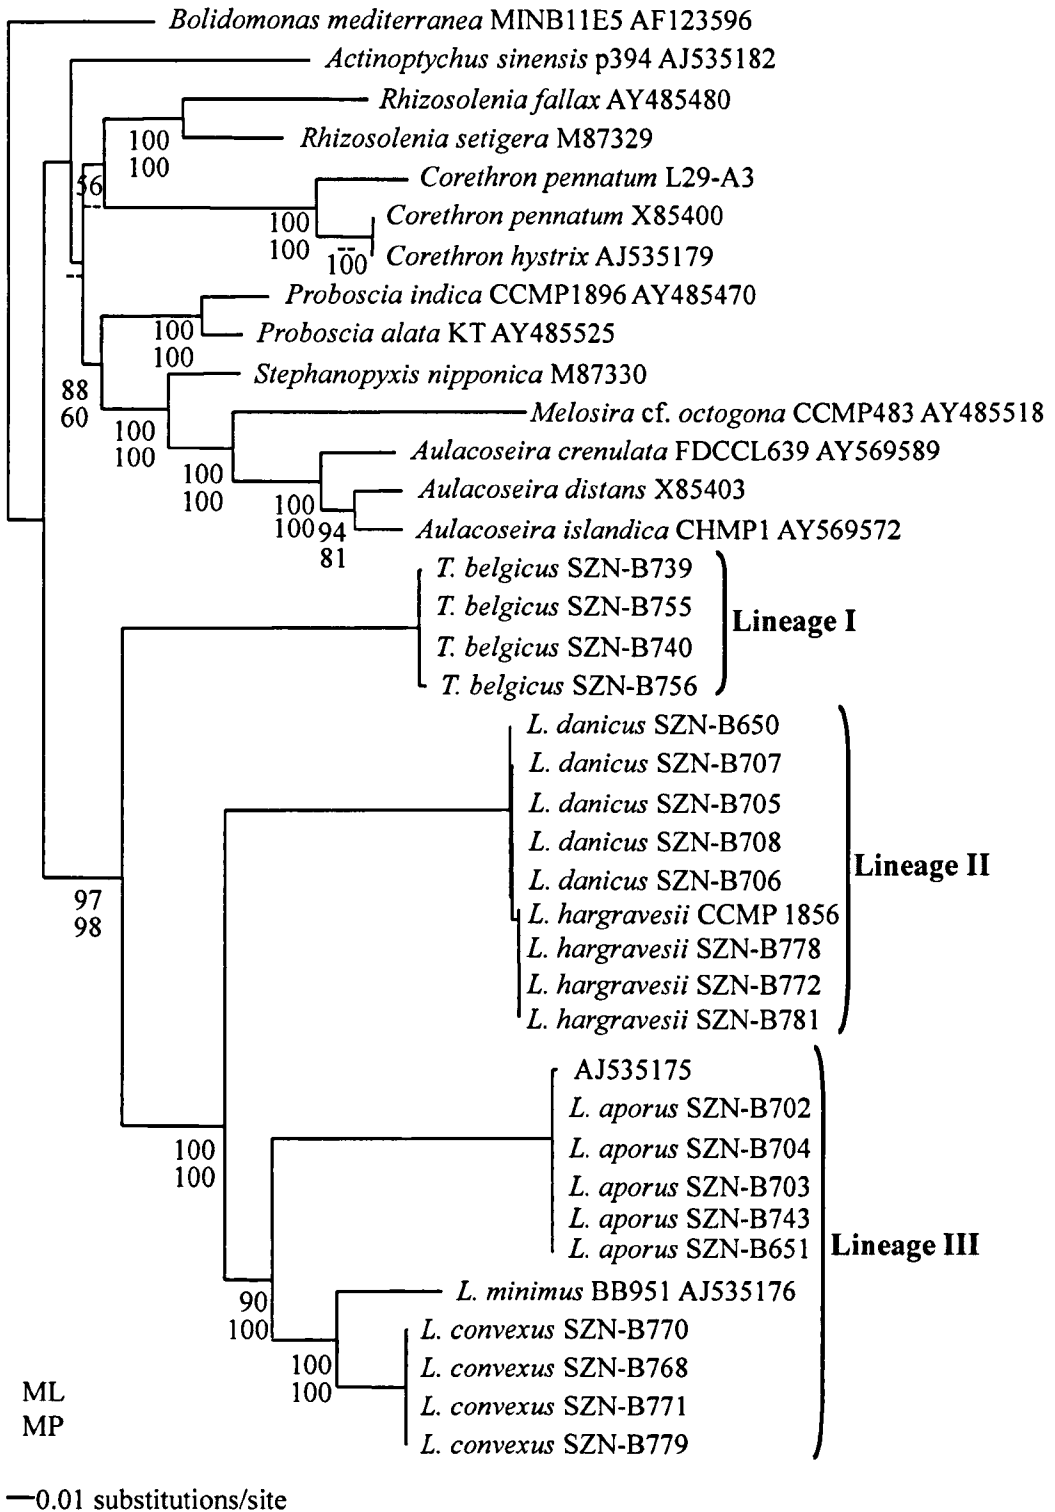 Bolidomonas mediterranea MINB11E5 AF123596
Actinoptychus sinensis p394 AJ535182
Rhizosolenia fallax AY485480
100
100
Rhizosolenia setigera M87329
56
--
Corethron pennatum L29-A3
100
100
Corethron pennatum X85400
--
100
Corethron hystrix AJ535179
--
Proboscia indica CCMP1896 AY485470
100
100
Proboscia alata KT AY485525
88
60
Stephanopyxis nipponica M87330
100
100
Melosira cf. octogona CCMP483 AY485518
100
100
Aulacoseira crenulata FDCCL639 AY569589
100
100
Aulacoseira distans X85403
94
81
Aulacoseira islandica CHMP1 AY569572
T. belgicus SZN-B739
T. belgicus SZN-B755
Lineage I
T. belgicus SZN-B740
T. belgicus SZN-B756
L. danicus SZN-B650
L. danicus SZN-B707
L. danicus SZN-B705
L. danicus SZN-B708
Lineage II
L. danicus SZN-B706
97
98
L. hargravesii CCMP 1856
L. hargravesii SZN-B778
L. hargravesii SZN-B772
L. hargravesii SZN-B781
AJ535175
L. aporus SZN-B702
100
100
L. aporus SZN-B704
L. aporus SZN-B703
L. aporus SZN-B743
L. aporus SZN-B651
Lineage III
90
100
L. minimus BB951 AJ535176
L. convexus SZN-B770
100
100
L. convexus SZN-B768
L. convexus SZN-B771
L. convexus SZN-B779
ML
MP
0.01 substitutions/site